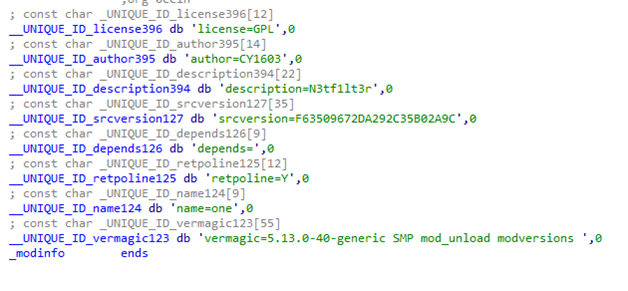 ; const char _UNIQUE_ID_license396[12]
__UNIQUE_ID_license396 db 'license=GPL',0
; const char _UNIQUE_ID_author395[14]
__UNIQUE_ID_author395 db 'author=CY1603',0
; const char _UNIQUE_ID_description394[22]
__UNIQUE_ID_description394 db 'description=N3tf1lt3r',0
; const char _UNIQUE_ID_srcversion127[35]
__UNIQUE_ID_srcversion127 db 'srcversion=F63509672DA292C35B02A9C',0
; const char _UNIQUE_ID_depends126[9]
__UNIQUE_ID_depends126 db 'depends=',0
; const char _UNIQUE_ID_retpoline125[12]
__UNIQUE_ID_retpoline125 db 'retpoline=Y',0
; const char _UNIQUE_ID_name124[9]
__UNIQUE_ID_name124 db 'name=one',0
; const char _UNIQUE_ID_vermagic123[55]
__UNIQUE_ID_vermagic123 db 'vermagic=5.13.0-40-generic SMP mod_unload modversions ',0
_modinfo ends